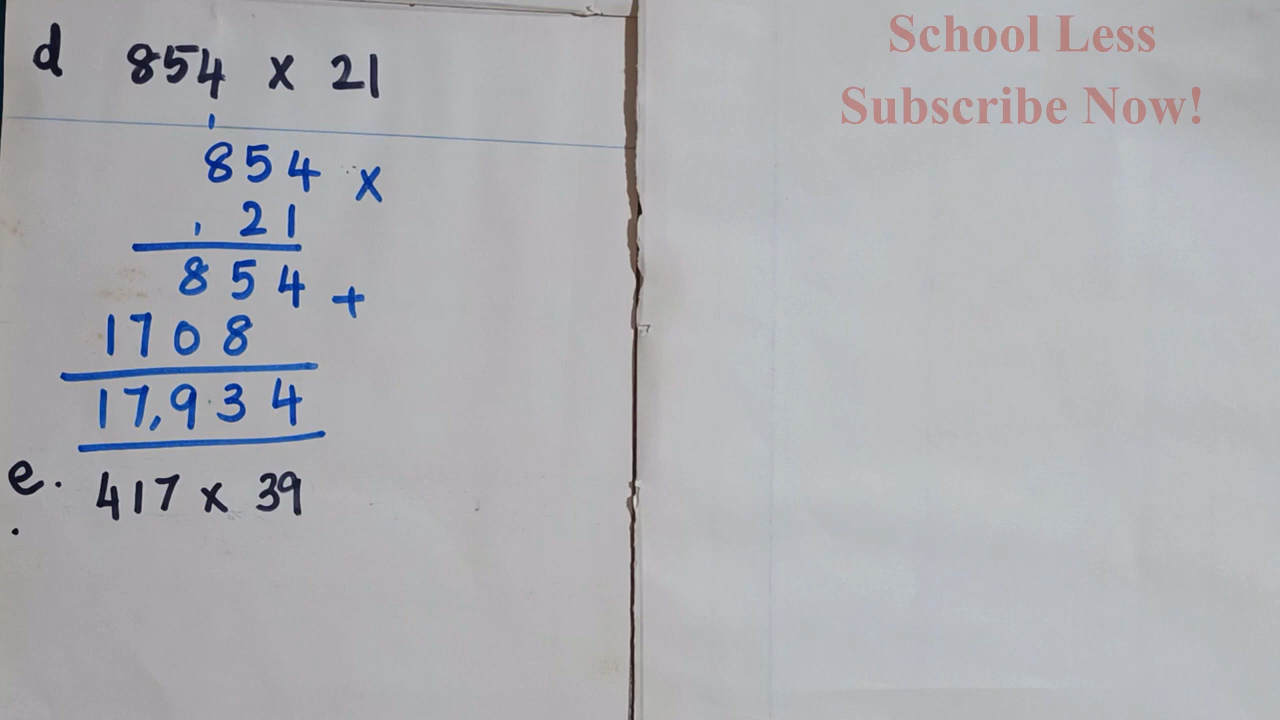 School Less
Subscribe Now!
d 854 x 21
854 x
21
854 +
1708
17,934
e. 417 x 39